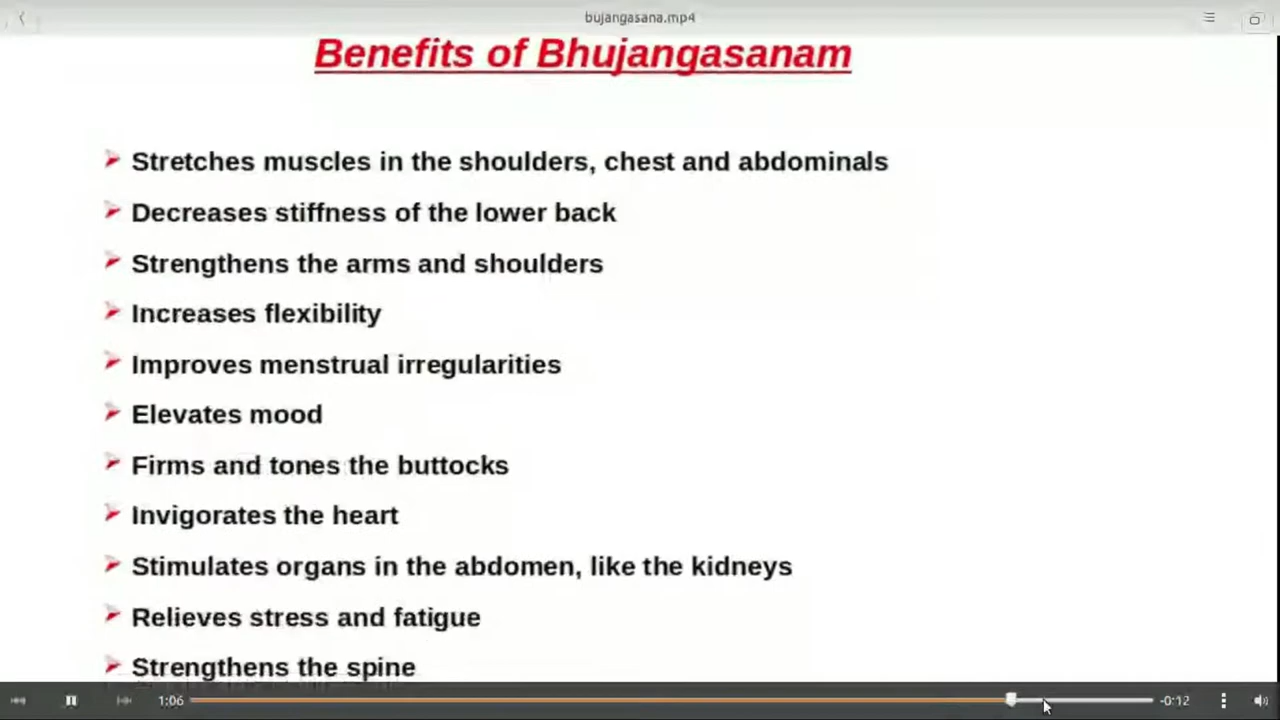 bujangasana.mp4
Benefits of Bhujangasanam
Stretches muscles in the shoulders, chest and abdominals
Decreases stiffness of the lower back
Strengthens the arms and shoulders
Increases flexibility
Improves menstrual irregularities
Elevates mood
Firms and tones the buttocks
Invigorates the heart
Stimulates organs in the abdomen, like the kidneys
Relieves stress and fatigue
Strengthens the spine
1:06 -0:12